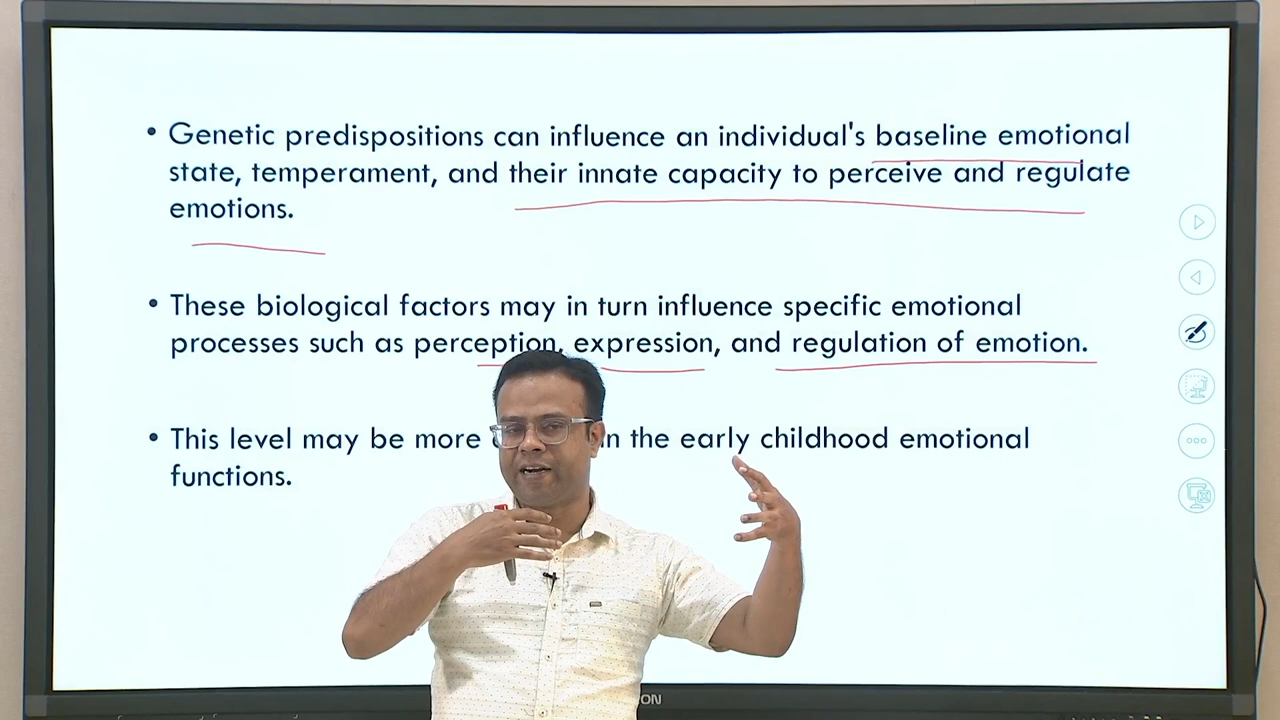 • Genetic predispositions can influence an individual's baseline emotional
state, temperament, and their innate capacity to perceive and regulate
emotions.
• These biological factors may in turn influence specific emotional
processes such as perception, expression, and regulation of emotion.
• This level may be more in the early childhood emotional
functions.